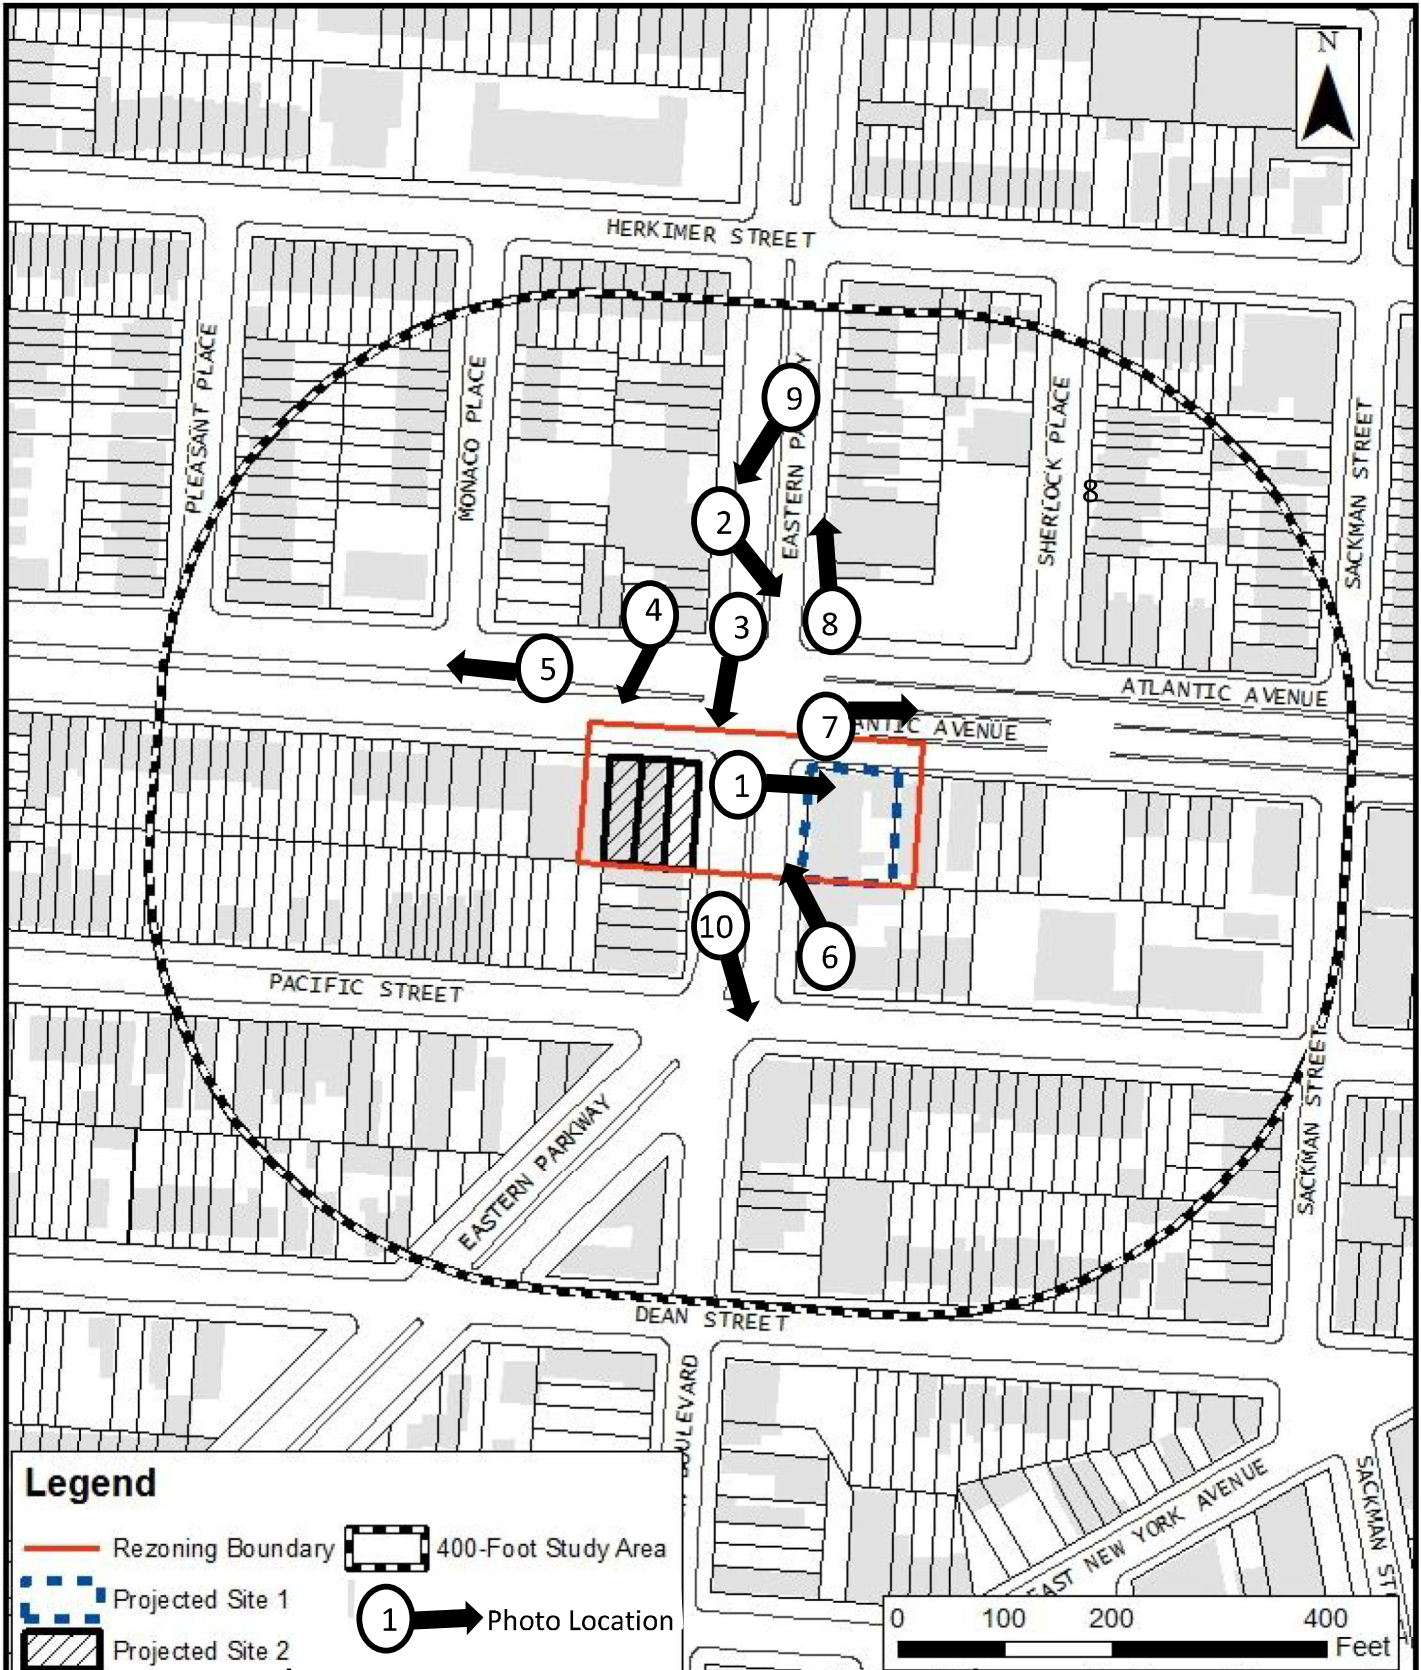 N
HERKIMER STREET
PLEASANT PLACE
MONACO PLACE
EASTERN PA Y
SHERLOCK PLACE
8
SACKMAN STREET
9
2
4
3
8
5
ATLANTIC AVENUE
7
ANTIC AVENUE
1
10
6
PACIFIC STREET
EASTERN PARKWAY
SACKMAN STREET
DEAN STREET
OULEVARD
EAST NEW YORK AVENUE
SACKMAN ST
Legend
Rezoning Boundary
400-Foot Study Area
Projected Site 1
1
Photo Location
Projected Site 2
0 100 200 400
Feet